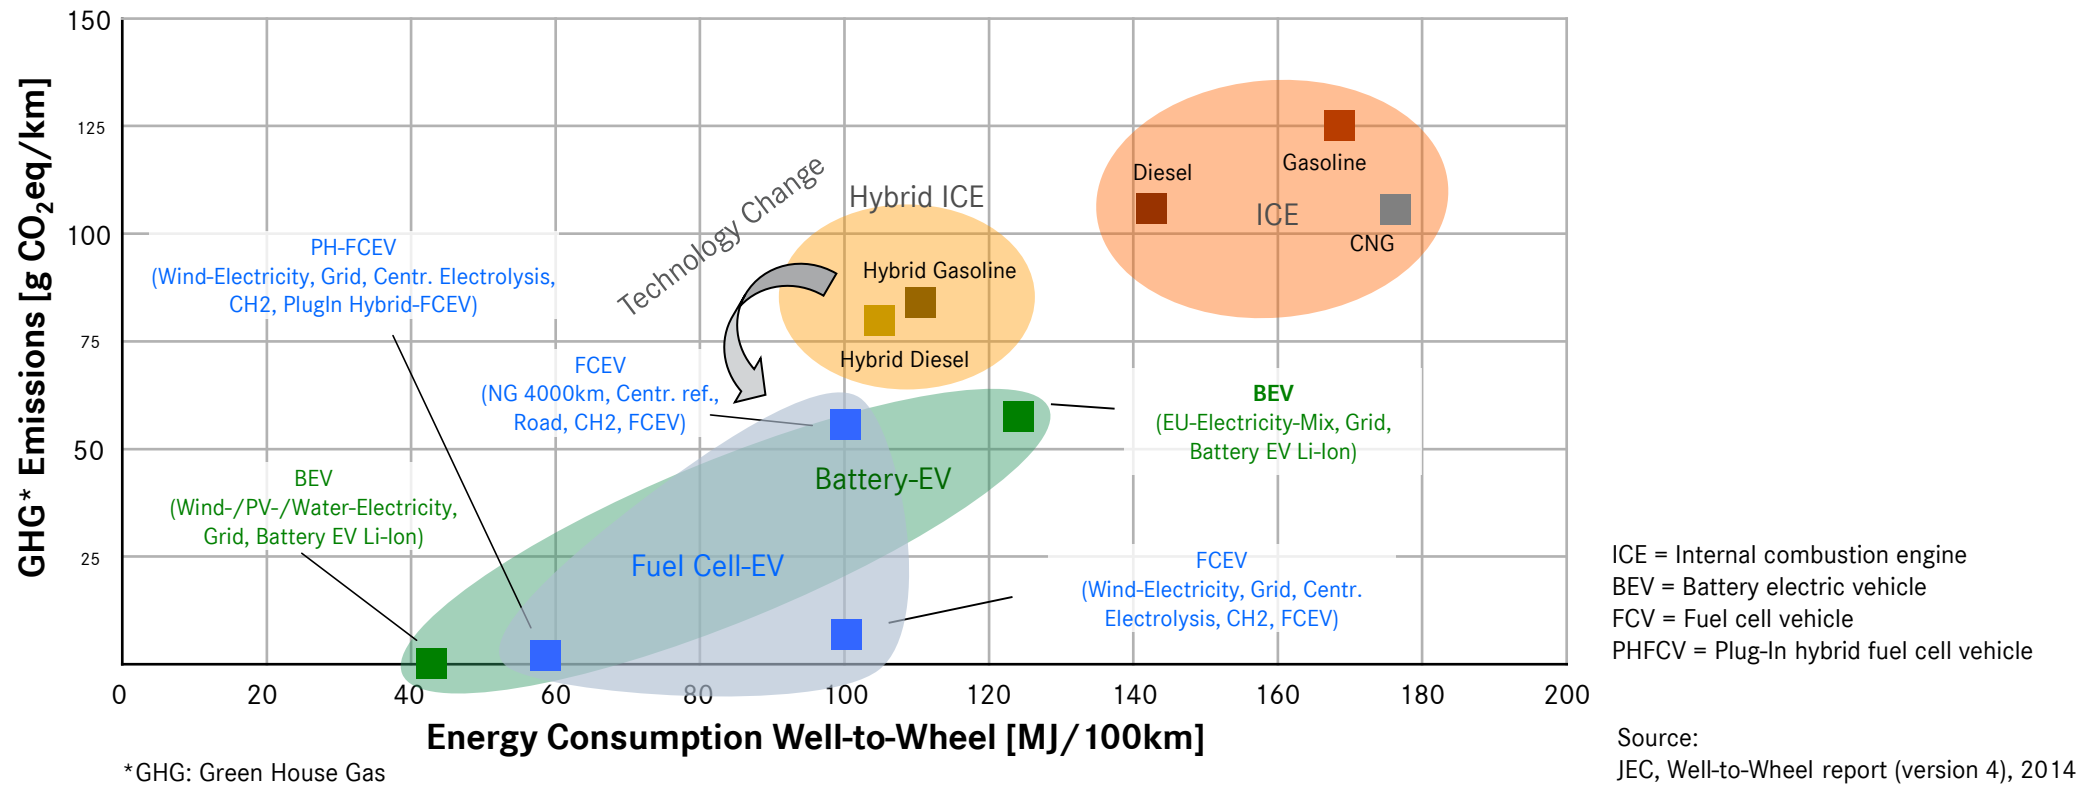 GHG* Emissions [g CO₂eq/km]
150
125
100
75
50
25
Technology Change
Hybrid ICE
Hybrid Gasoline
Hybrid Diesel
Diesel
Gasoline
ICE
CNG
PH-FCEV
(Wind-Electricity, Grid, Centr. Electrolysis,
CH2, PlugIn Hybrid-FCEV)
FCEV
(NG 4000km, Centr. ref.,
Road, CH2, FCEV)
BEV
(EU-Electricity-Mix, Grid,
Battery EV Li-Ion)
BEV
(Wind-/PV-/Water-Electricity,
Grid, Battery EV Li-Ion)
Battery-EV
Fuel Cell-EV
FCEV
(Wind-Electricity, Grid, Centr.
Electrolysis, CH2, FCEV)
0 20 40 60 80 100 120 140 160 180 200
Energy Consumption Well-to-Wheel [MJ/100km]
*GHG: Green House Gas
ICE = Internal combustion engine
BEV = Battery electric vehicle
FCV = Fuel cell vehicle
PHFCV = Plug-In hybrid fuel cell vehicle
Source:
JEC, Well-to-Wheel report (version 4), 2014